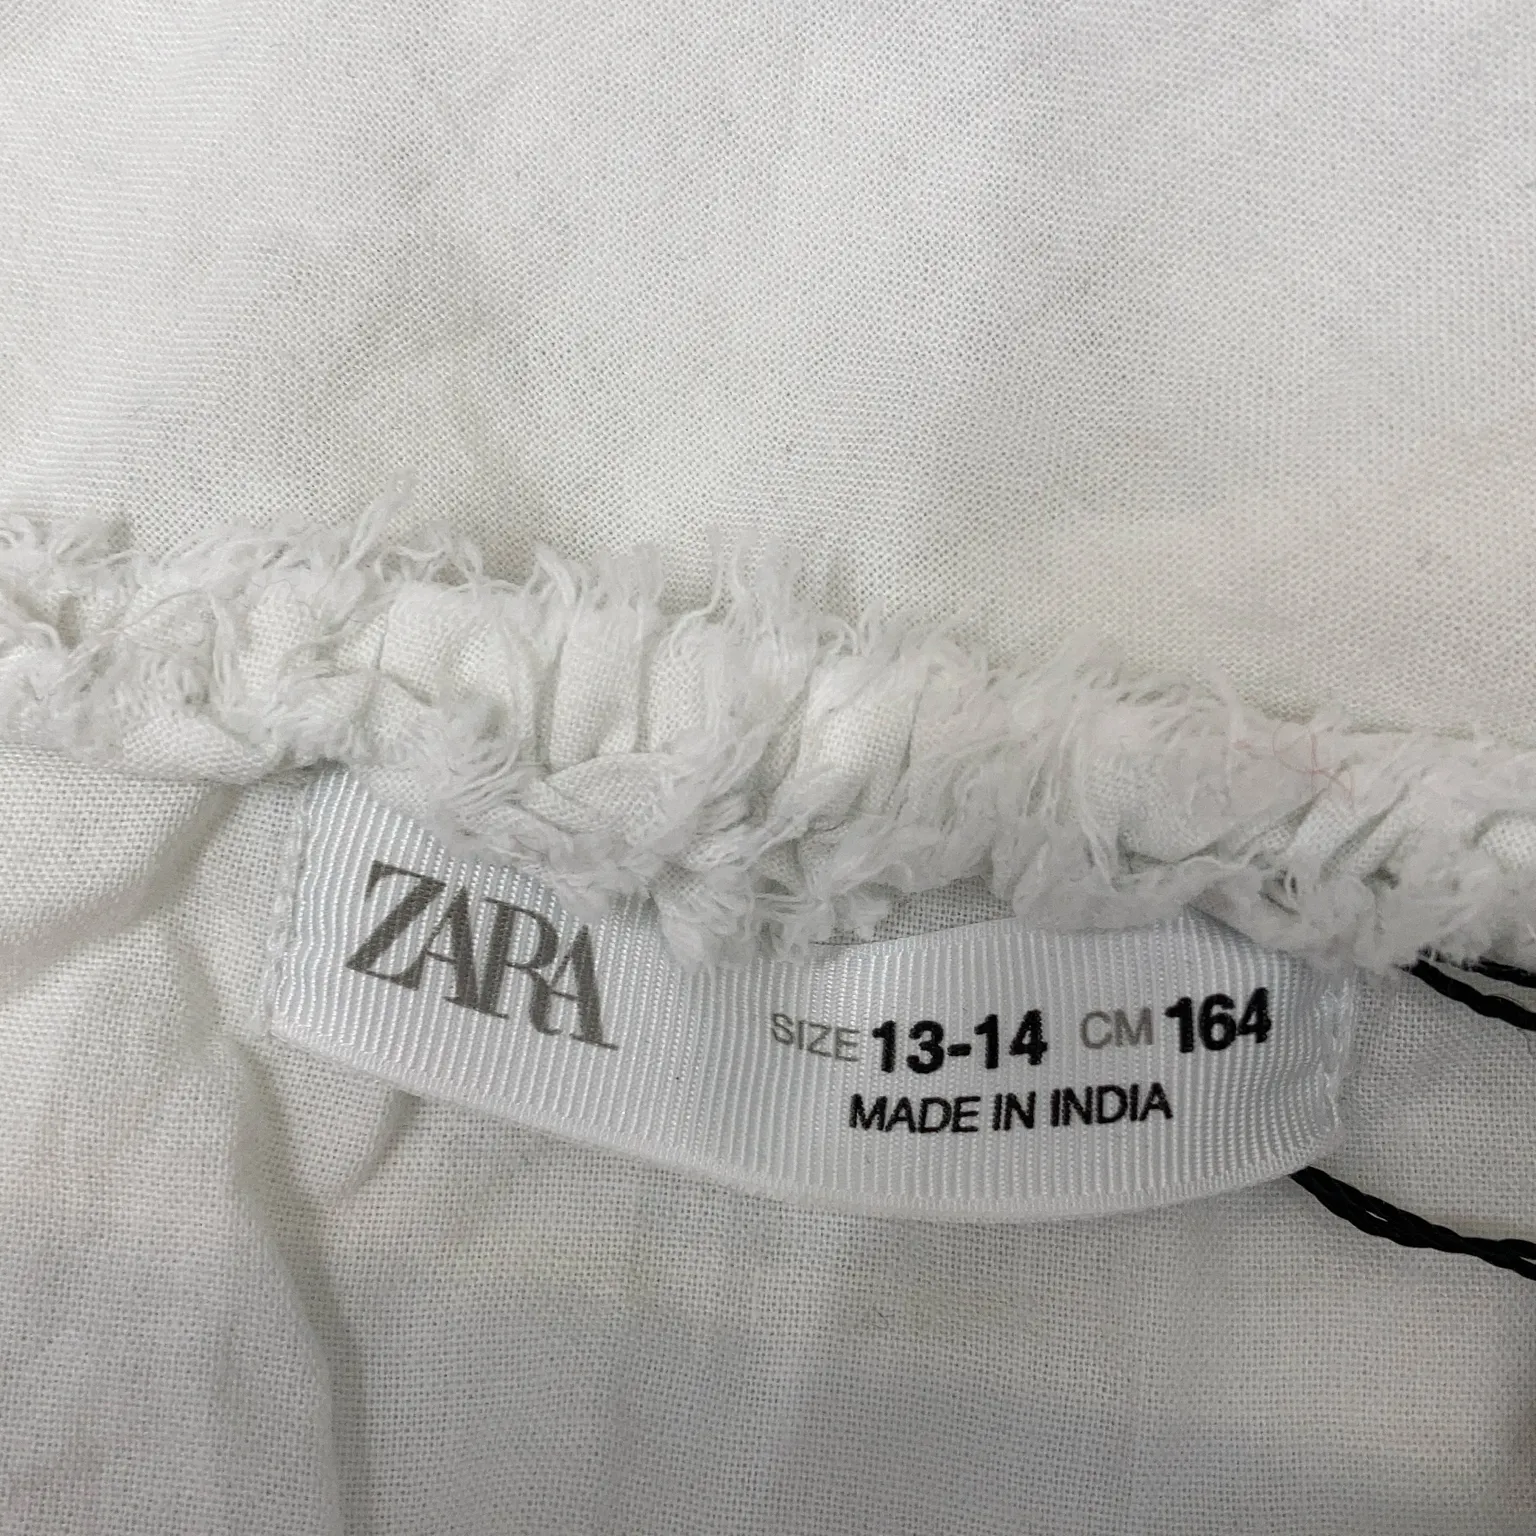 ZARA
SIZE 13-14 CM 164
MADE IN INDIA